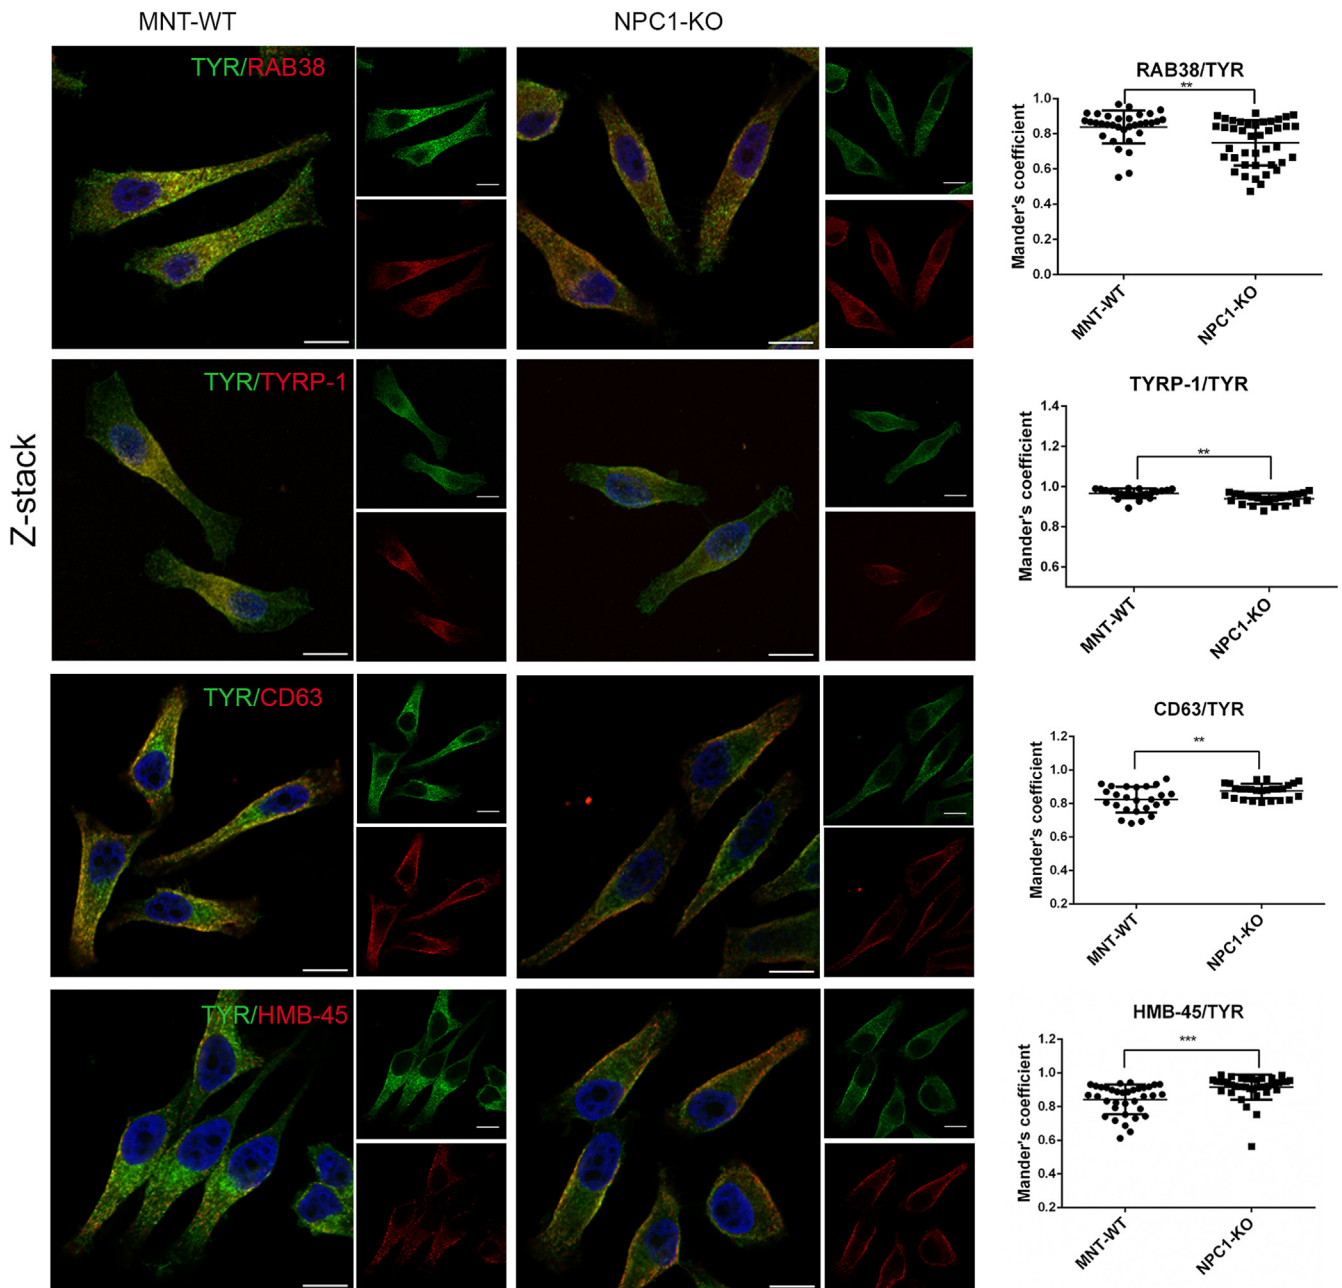 MNT-WT
NPC1-KO
Z-stack
TYR/RAB38
RAB38/TYR
**
Mander's coefficient
1.0
0.8
0.6
0.4
0.2
0.0
MNT-WT
NPC1-KO
TYR/TYRP-1
TYRP-1/TYR
**
Mander's coefficient
1.4
1.2
1.0
0.8
0.6
MNT-WT
NPC1-KO
TYR/CD63
CD63/TYR
**
Mander's coefficient
1.2
1.0
0.8
0.6
0.4
0.2
MNT-WT
NPC1-KO
TYR/HMB-45
HMB-45/TYR
***
Mander's coefficient
1.2
1.0
0.8
0.6
0.4
0.2
MNT-WT
NPC1-KO